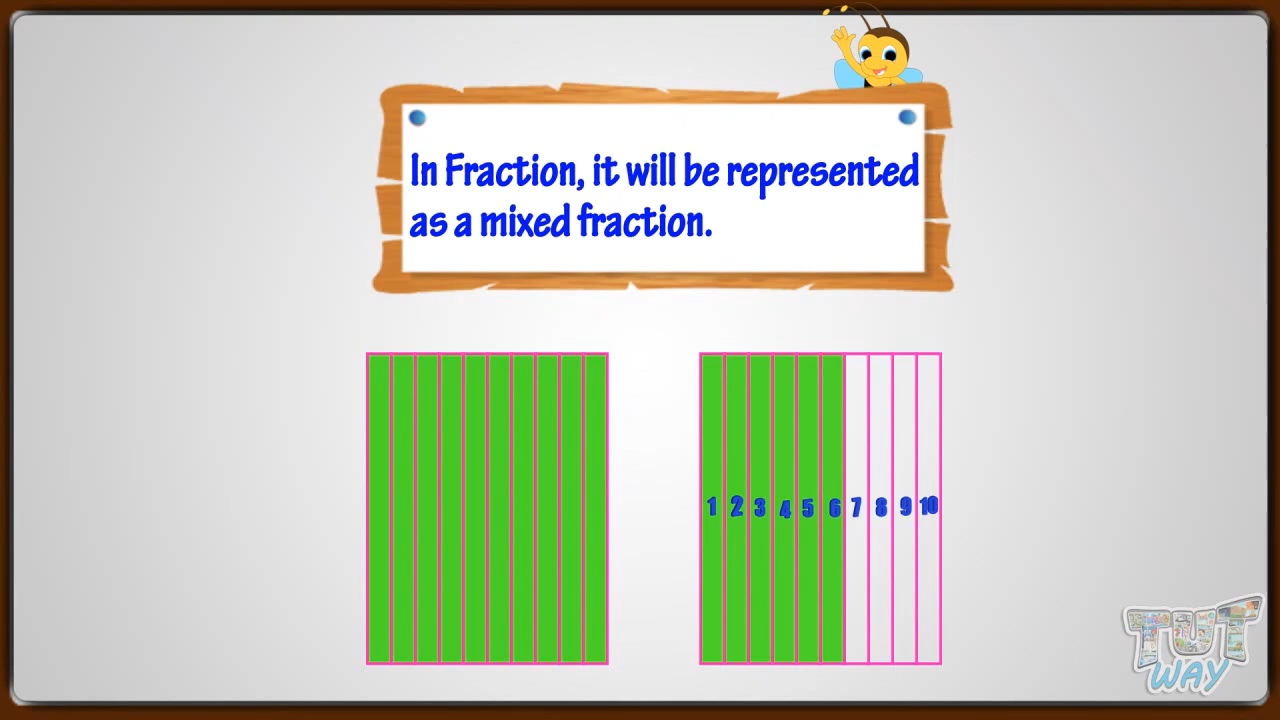 In Fraction, it will be represented
as a mixed fraction.
1 2 3 4 5 6 7 8 9 10
TUT
WAY